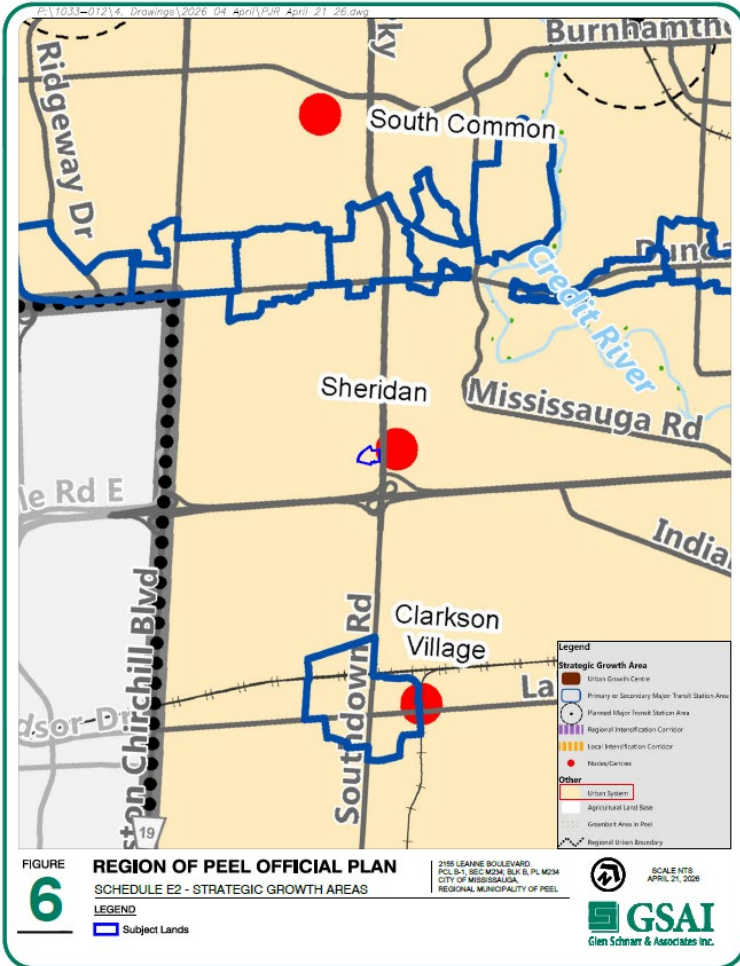 P:\1033-012\4. Drawings\2026 04 April\PJR April 21 26.dwg
Ridgeway Dr
ky
Burnhamtho
South Common
Dunda
Credit River
Sheridan
Mississauga Rd
le Rd E
India
ston Chirchill Blvd
Southdown Rd
Clarkson
Village
La
dsor Dr
19
Legend
Strategic Growth Area
Urban Growth Centre
Primary or Secondary Major Transit Station Area
Planned Major Transit Station Area
Regional Intensification Corridor
Local Intensification Corridor
Nodes/Centres
Other
Urban System
Agricultural Land Base
Greenbelt Area in Peel
Regional Urban Boundary
FIGURE
6
REGION OF PEEL OFFICIAL PLAN
SCHEDULE E2 - STRATEGIC GROWTH AREAS
LEGEND
Subject Lands
2155 LEANNE BOULEVARD.
PCL B-1, SEC M234; BLK B, PL M234
CITY OF MISSISSAUGA,
REGIONAL MUNICIPALITY OF PEEL
SCALE NTS
APRIL 21, 2026
GSAI
Glen Schnarr & Associates Inc.